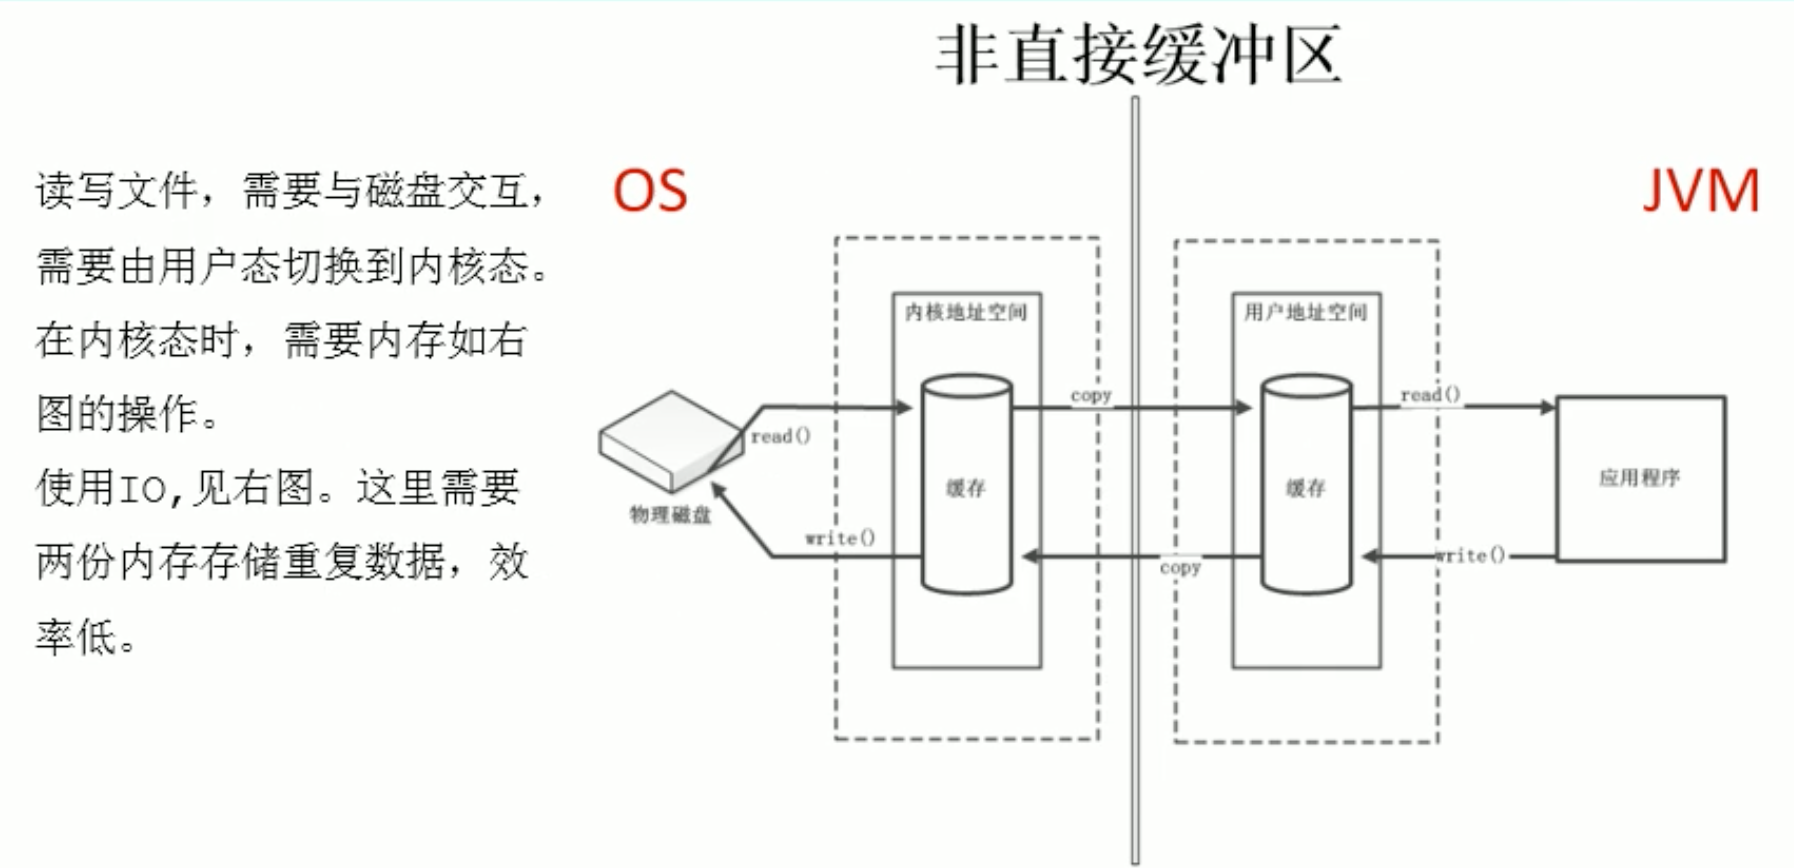 非直接缓冲区
读写文件，需要与磁盘交互，
需要由用户态切换到内核态。
在内核态时，需要内存如右
图的操作。
使用IO,见右图。这里需要
两份内存存储重复数据，效
率低。
OS
JVM
内核地址空间
用户地址空间
copy
read()
read()
缓存
缓存
应用程序
物理磁盘
write()
copy
write()